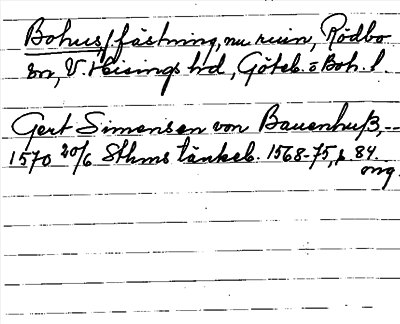 Bohus, fästning, nu ruin, Rödbo
sn, V. Hisings hd, Göteb. o Boh. l.
Gert Simensen von Bauenhuß, --
1570 20/6 Sthms tänkeb. 1568-75, s. 84.
omg.